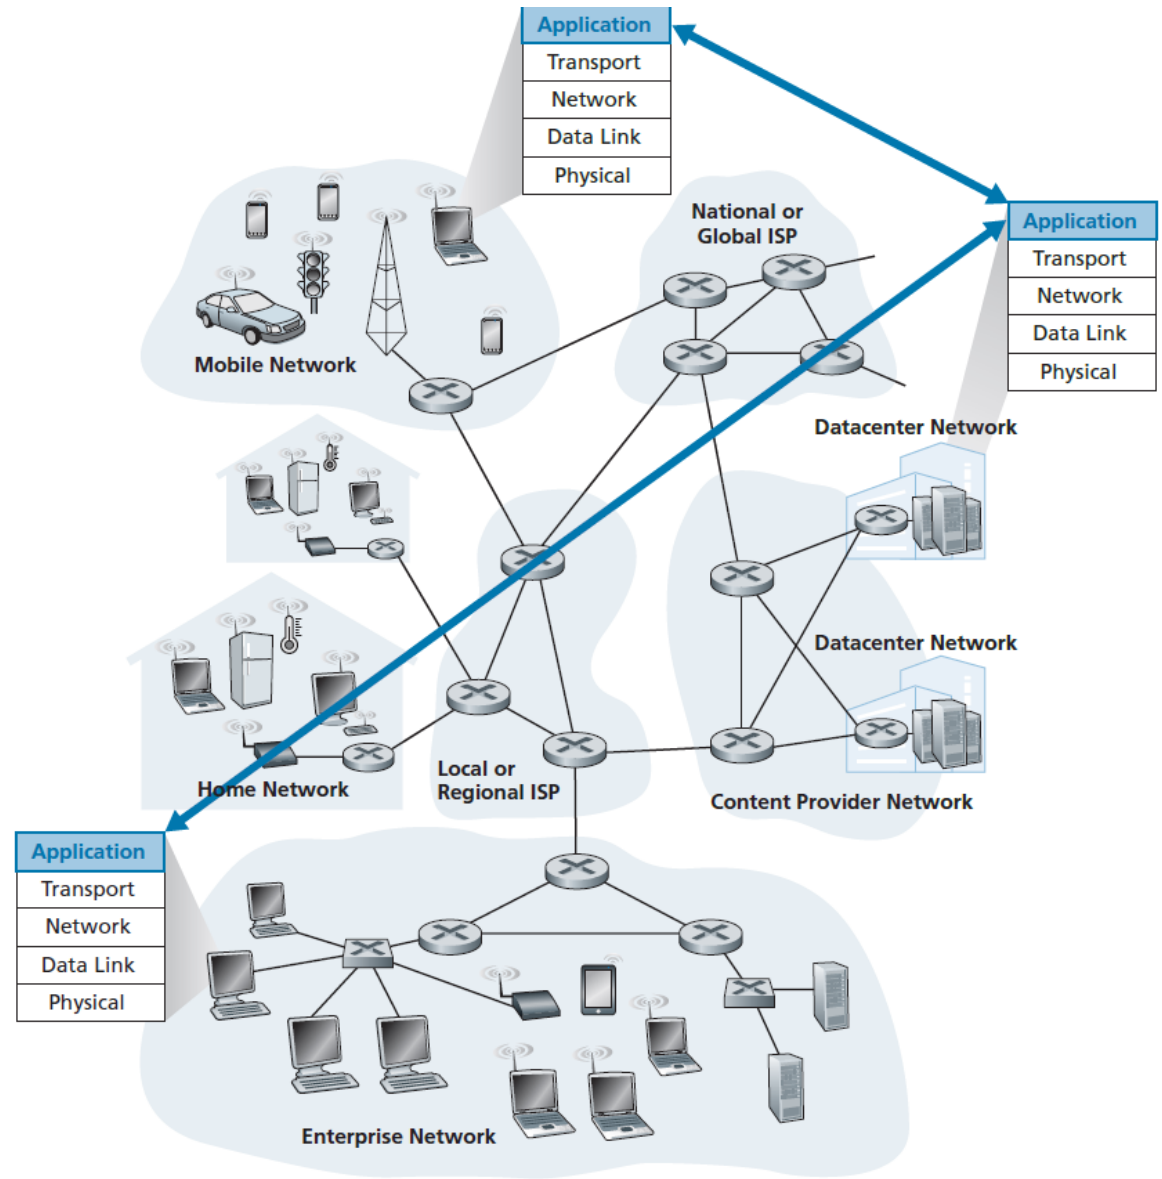 Application
Transport
Network
Data Link
Physical
National or
Global ISP
Application
Transport
Network
Data Link
Physical
Mobile Network
Datacenter Network
Datacenter Network
Home Network
Local or
Regional ISP
Content Provider Network
Application
Transport
Network
Data Link
Physical
Enterprise Network